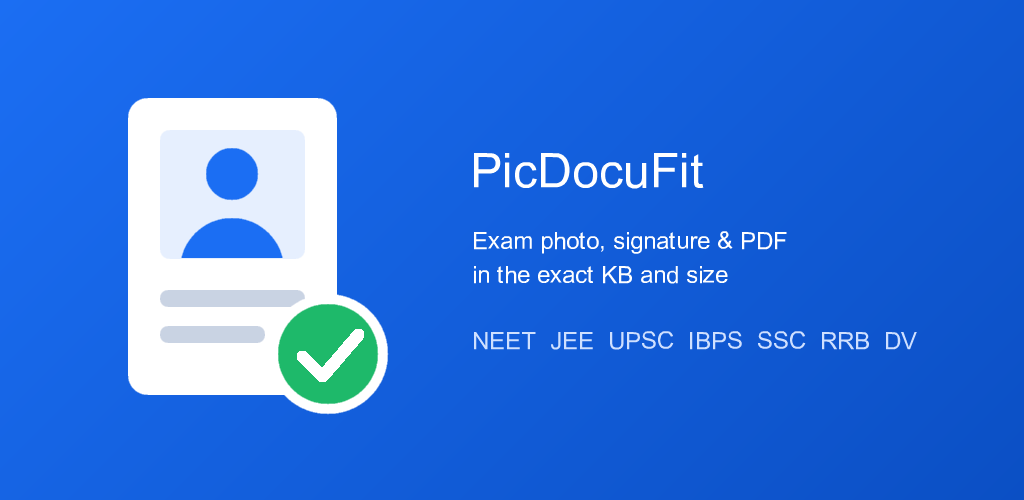 PicDocuFit
Exam photo, signature & PDF
in the exact KB and size
NEET JEE UPSC IBPS SSC RRB DV